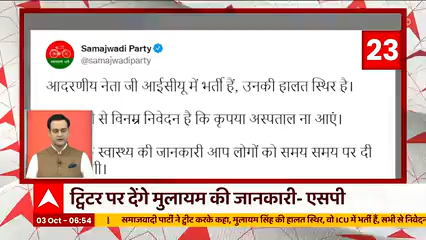 Samajwadi Party
@samajwadiparty
23
आदरणीय नेता जी आईसीयू में भर्ती हैं, उनकी हालत स्थिर है।
से विनम्र निवेदन है कि कृपया अस्पताल ना आएं।
स्वास्थ्य की जानकारी आप लोगों को समय समय पर दी
ट्विटर पर देंगे मुलायम की जानकारी- एसपी
03 Oct - 06:54
समाजवादी पार्टी ने ट्वीट करके कहा, मुलायम सिंह की हालत स्थिर, वो ICU में भर्ती हैं, सभी से निवेदन